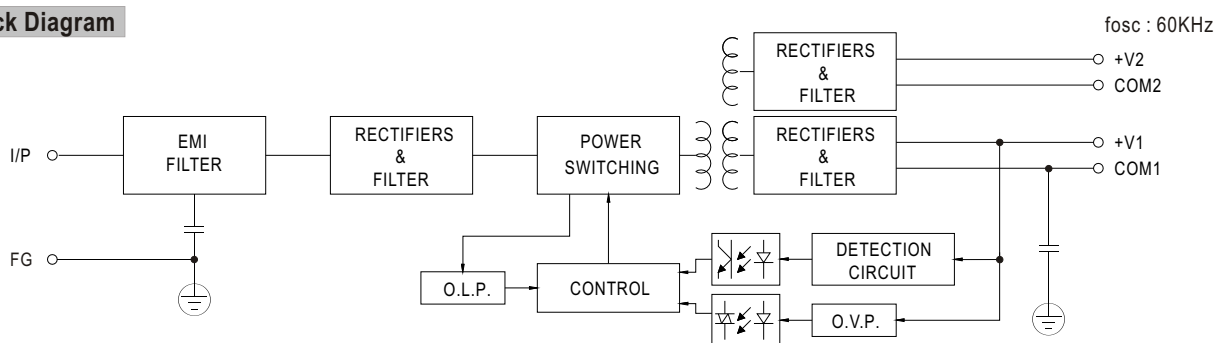 ck Diagram
fosc : 60KHz
RECTIFIERS
&
FILTER
+V2
COM2
I/P
EMI
FILTER
RECTIFIERS
&
FILTER
POWER
SWITCHING
RECTIFIERS
&
FILTER
+V1
COM1
FG
O.L.P.
CONTROL
DETECTION
CIRCUIT
O.V.P.